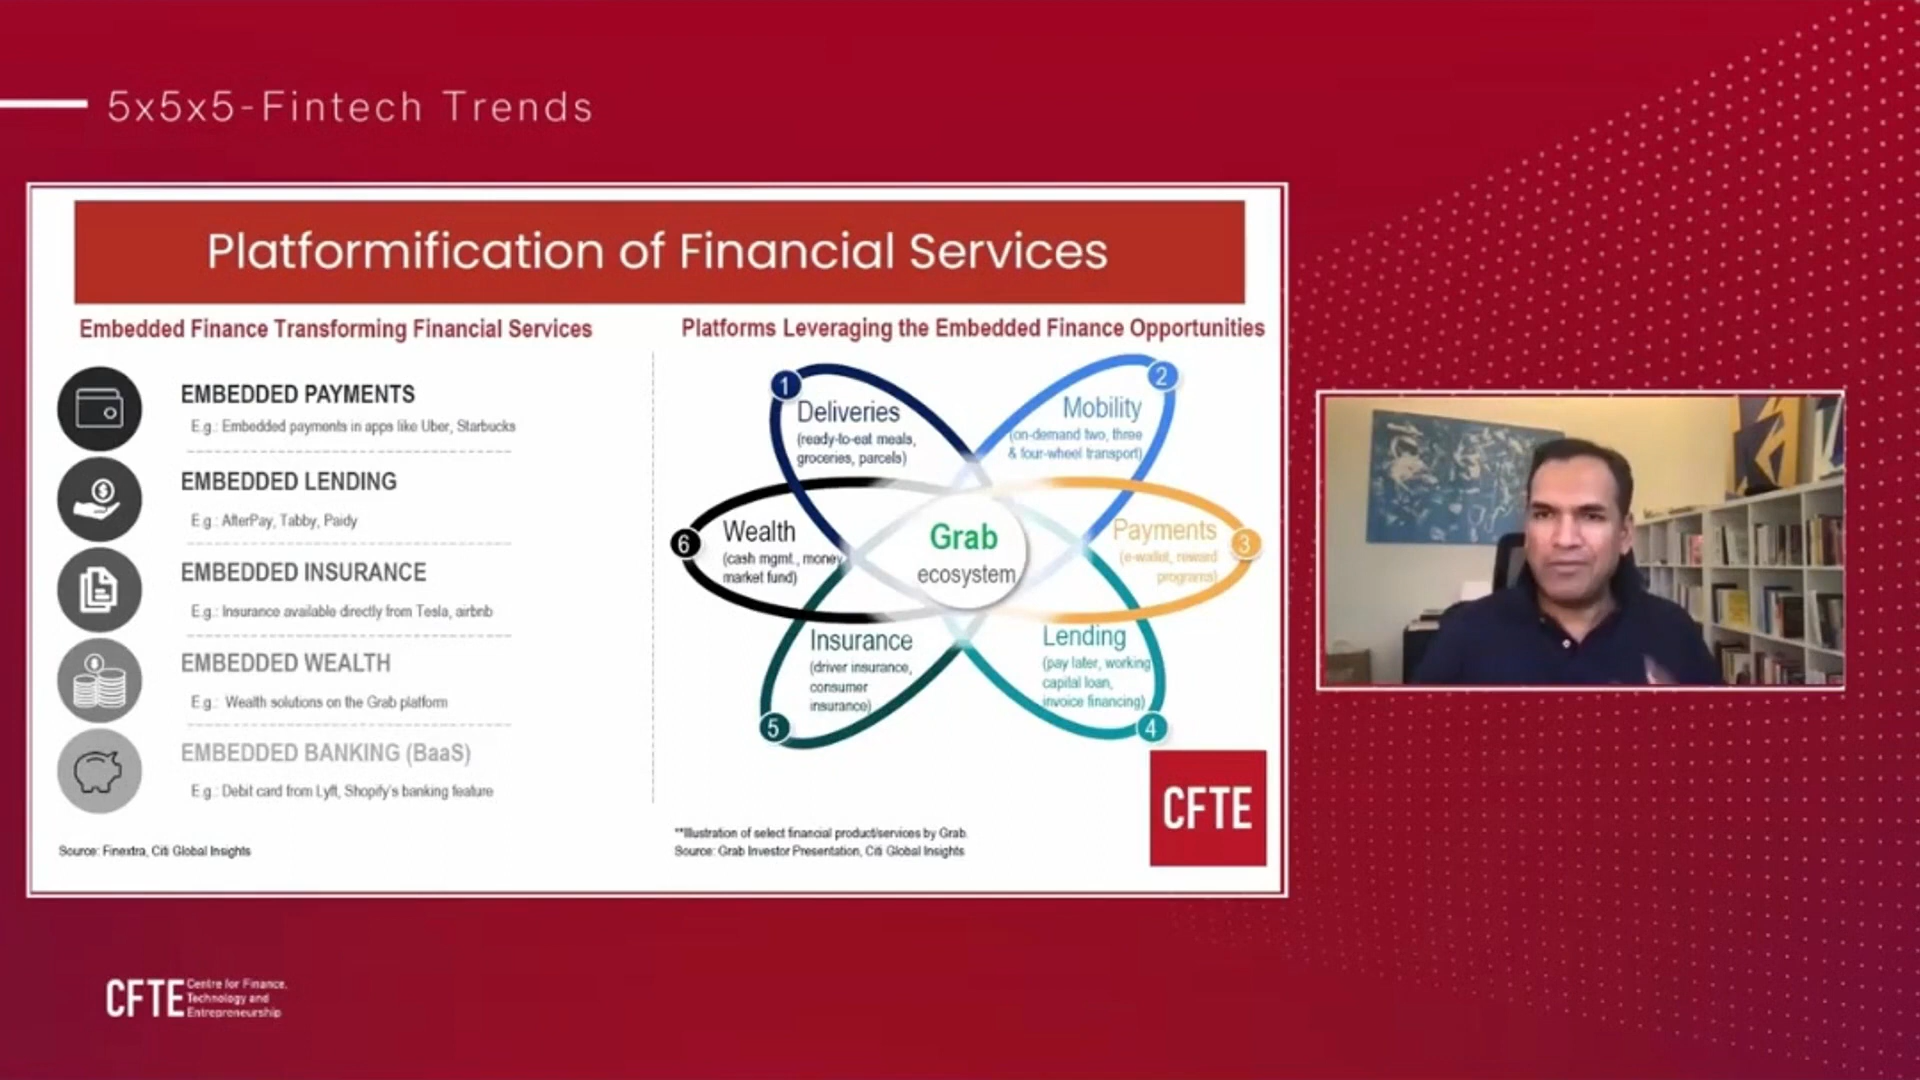 5x5x5-Fintech Trends
Platformification of Financial Services
Embedded Finance Transforming Financial Services
EMBEDDED PAYMENTS
E.g.: Embedded payments in apps like Uber, Starbucks
EMBEDDED LENDING
E.g.: AfterPay, Tabby, Paidy
EMBEDDED INSURANCE
E.g.: Insurance available directly from Tesla, airbnb
EMBEDDED WEALTH
E.g.: Wealth solutions on the Grab platform
EMBEDDED BANKING (BaaS)
E.g.: Debit card from Lyft, Shopify's banking feature
Source: Finextra, Citi Global Insights
Platforms Leveraging the Embedded Finance Opportunities
1
Deliveries
(ready-to-eat meals,
groceries, parcels)
2
Mobility
(on-demand two, three
& four-wheel transport)
Grab
ecosystem
3
Payments
(e-wallet, reward
programs)
4
Lending
(pay later, working
capital loan,
invoice financing)
5
Insurance
(driver insurance,
consumer
insurance)
6
Wealth
(cash mgmt., money
market fund)
**Illustration of select financial product/services by Grab.
Source: Grab Investor Presentation, Citi Global Insights
CFTE
CFTE
Centre for Finance,
Technology and
Entrepreneurship